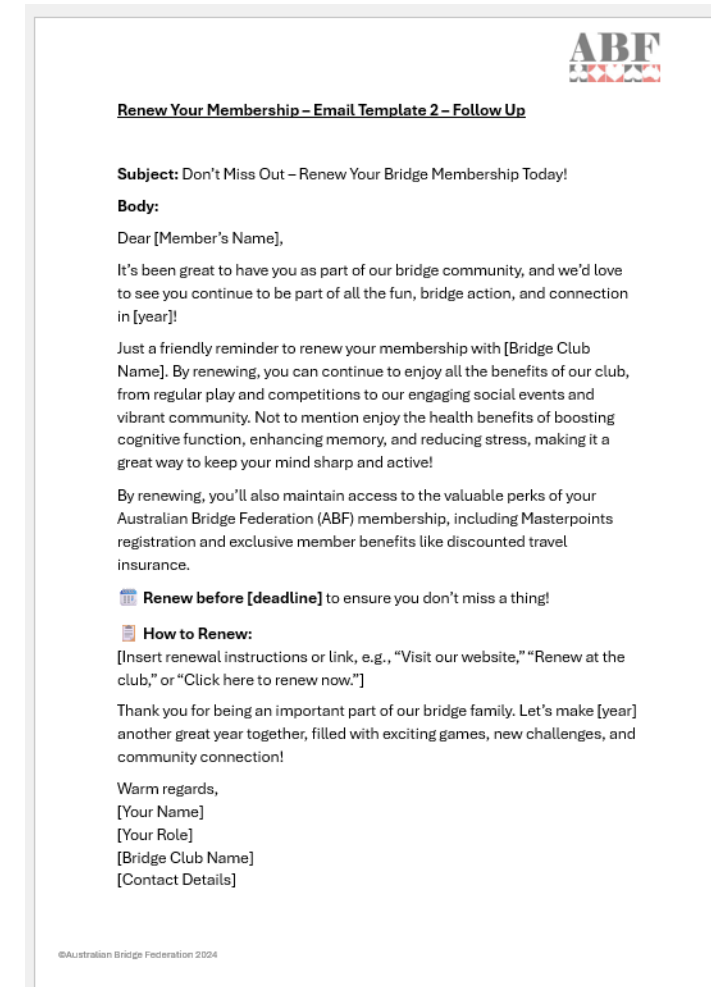 ABF
Renew Your Membership – Email Template 2 – Follow Up
Subject: Don’t Miss Out – Renew Your Bridge Membership Today!
Body:
Dear [Member’s Name],
It’s been great to have you as part of our bridge community, and we’d love
to see you continue to be part of all the fun, bridge action, and connection
in [year]!
Just a friendly reminder to renew your membership with [Bridge Club
Name]. By renewing, you can continue to enjoy all the benefits of our club,
from regular play and competitions to our engaging social events and
vibrant community. Not to mention enjoy the health benefits of boosting
cognitive function, enhancing memory, and reducing stress, making it a
great way to keep your mind sharp and active!
By renewing, you’ll also maintain access to the valuable perks of your
Australian Bridge Federation (ABF) membership, including Masterpoints
registration and exclusive member benefits like discounted travel
insurance.
Renew before [deadline] to ensure you don’t miss a thing!
How to Renew:
[Insert renewal instructions or link, e.g., “Visit our website,” “Renew at the
club,” or “Click here to renew now.”]
Thank you for being an important part of our bridge family. Let’s make [year]
another great year together, filled with exciting games, new challenges, and
community connection!
Warm regards,
[Your Name]
[Your Role]
[Bridge Club Name]
[Contact Details]
©Australian Bridge Federation 2024